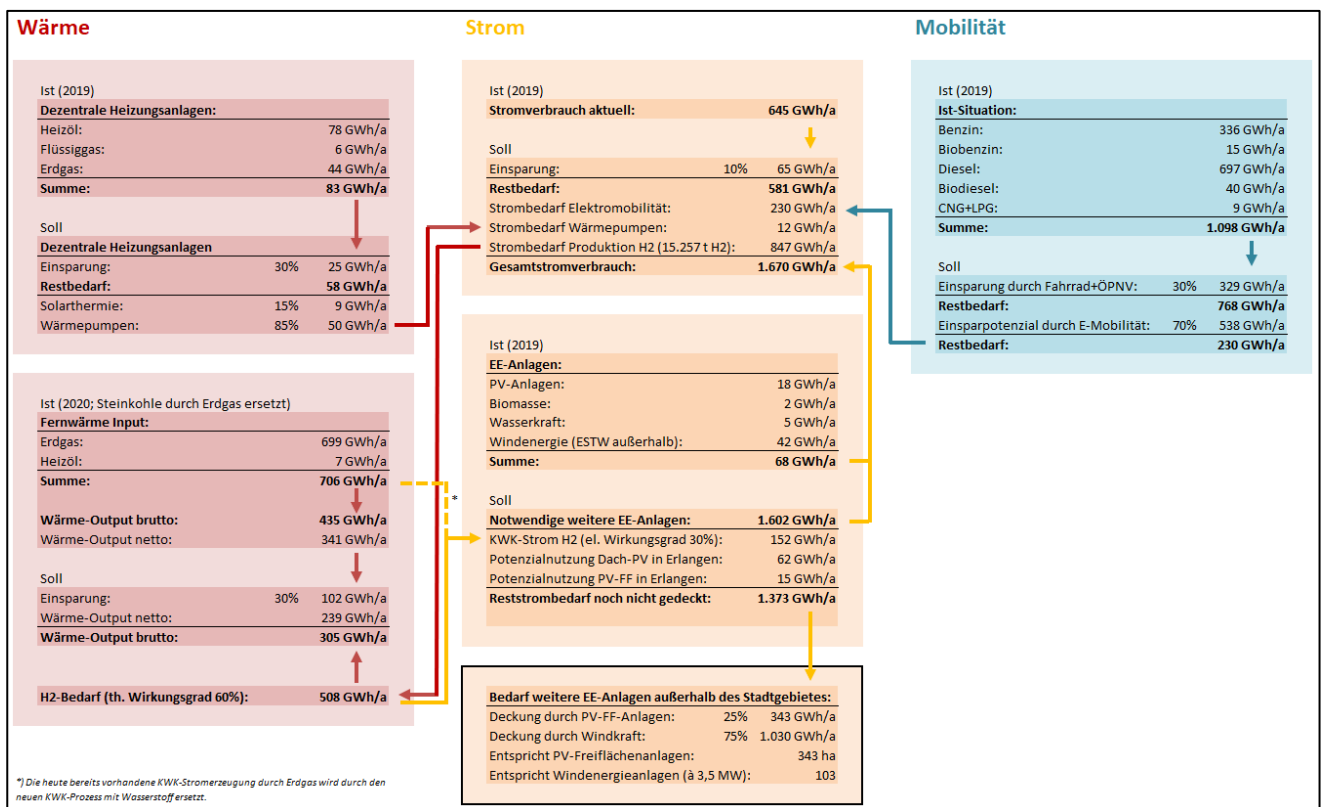 Wärme
Ist (2019)
Dezentrale Heizungsanlagen:
Heizöl: 78 GWh/a
Flüssiggas: 6 GWh/a
Erdgas: 44 GWh/a
Summe: 83 GWh/a
Soll
Dezentrale Heizungsanlagen
Einsparung: 30% 25 GWh/a
Restbedarf: 58 GWh/a
Solarthermie: 15% 9 GWh/a
Wärmepumpen: 85% 50 GWh/a
Ist (2020; Steinkohle durch Erdgas ersetzt)
Fernwärme Input:
Erdgas: 699 GWh/a
Heizöl: 7 GWh/a
Summe: 706 GWh/a
*
Wärme-Output brutto: 435 GWh/a
Wärme-Output netto: 341 GWh/a
Soll
Einsparung: 30% 102 GWh/a
Wärme-Output netto: 239 GWh/a
Wärme-Output brutto: 305 GWh/a
H2-Bedarf (th. Wirkungsgrad 60%): 508 GWh/a
*) Die heute bereits vorhandene KWK-Stromerzeugung durch Erdgas wird durch den
neuen KWK-Prozess mit Wasserstoff ersetzt.
Strom
Ist (2019)
Stromverbrauch aktuell: 645 GWh/a
Soll
Einsparung: 10% 65 GWh/a
Restbedarf: 581 GWh/a
Strombedarf Elektromobilität: 230 GWh/a
Strombedarf Wärmepumpen: 12 GWh/a
Strombedarf Produktion H2 (15.257 t H2): 847 GWh/a
Gesamtstromverbrauch: 1.670 GWh/a
Ist (2019)
EE-Anlagen:
PV-Anlagen: 18 GWh/a
Biomasse: 2 GWh/a
Wasserkraft: 5 GWh/a
Windenergie (ESTW außerhalb): 42 GWh/a
Summe: 68 GWh/a
Soll
Notwendige weitere EE-Anlagen: 1.602 GWh/a
KWK-Strom H2 (el. Wirkungsgrad 30%): 152 GWh/a
Potenzialnutzung Dach-PV in Erlangen: 62 GWh/a
Potenzialnutzung PV-FF in Erlangen: 15 GWh/a
Reststrombedarf noch nicht gedeckt: 1.373 GWh/a
Bedarf weitere EE-Anlagen außerhalb des Stadtgebietes:
Deckung durch PV-FF-Anlagen: 25% 343 GWh/a
Deckung durch Windkraft: 75% 1.030 GWh/a
Entspricht PV-Freiflächenanlagen: 343 ha
Entspricht Windenergieanlagen (à 3,5 MW): 103
Mobilität
Ist (2019)
Ist-Situation:
Benzin: 336 GWh/a
Biobenzin: 15 GWh/a
Diesel: 697 GWh/a
Biodiesel: 40 GWh/a
CNG+LPG: 9 GWh/a
Summe: 1.098 GWh/a
Soll
Einsparung durch Fahrrad+ÖPNV: 30% 329 GWh/a
Restbedarf: 768 GWh/a
Einsparpotenzial durch E-Mobilität: 70% 538 GWh/a
Restbedarf: 230 GWh/a